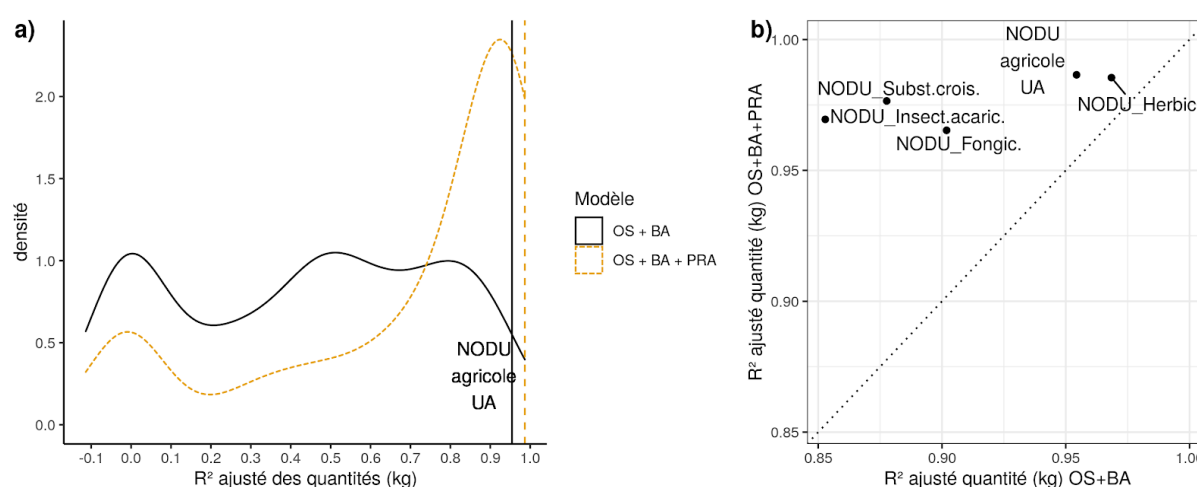 a)
densité
2.0
1.5
1.0
0.5
0.0
NODU
agricole
UA
-0.1 0.0 0.1 0.2 0.3 0.4 0.5 0.6 0.7 0.8 0.9 1.0
R² ajusté des quantités (kg)
Modèle
OS + BA
OS + BA + PRA
b)
R² ajusté quantité (kg) OS+BA+PRA
1.00
0.95
0.90
0.85
NODU
agricole
UA
NODU_Subst.crois.
NODU_Herbic
NODU_Insect.acaric.
NODU_Fongic.
0.85 0.90 0.95 1.00
R² ajusté quantité (kg) OS+BA